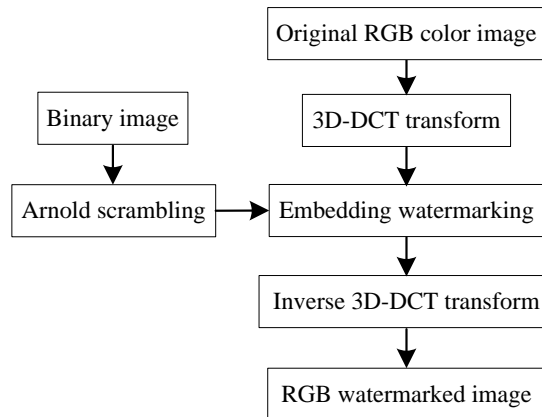 Original RGB color image
Binary image
3D-DCT transform
Arnold scrambling
Embedding watermarking
Inverse 3D-DCT transform
RGB watermarked image